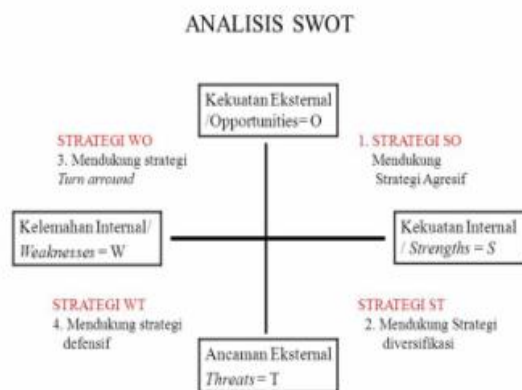 ANALISIS SWOT
Kekuatan Eksternal
/Opportunities= O
STRATEGI WO
3. Mendukung strategi
Turn arround
1. STRATEGI SO
Mendukung
Strategi Agresif
Kelemahan Internal/
Weaknesses = W
Kekuatan Internal
/ Strengths = S
STRATEGI WT
4. Mendukung strategi
defensif
STRATEGI ST
2. Mendukung Strategi
diversifikasi
Ancaman Eksternal
Threats = T